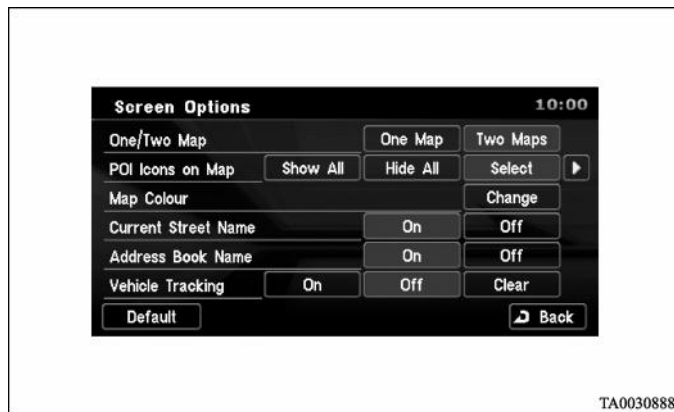 Screen Options 10:00
One/Two Map One Map Two Maps
POI Icons on Map Show All Hide All Select
Map Colour Change
Current Street Name On Off
Address Book Name On Off
Vehicle Tracking On Off Clear
Default Back
TA0030888